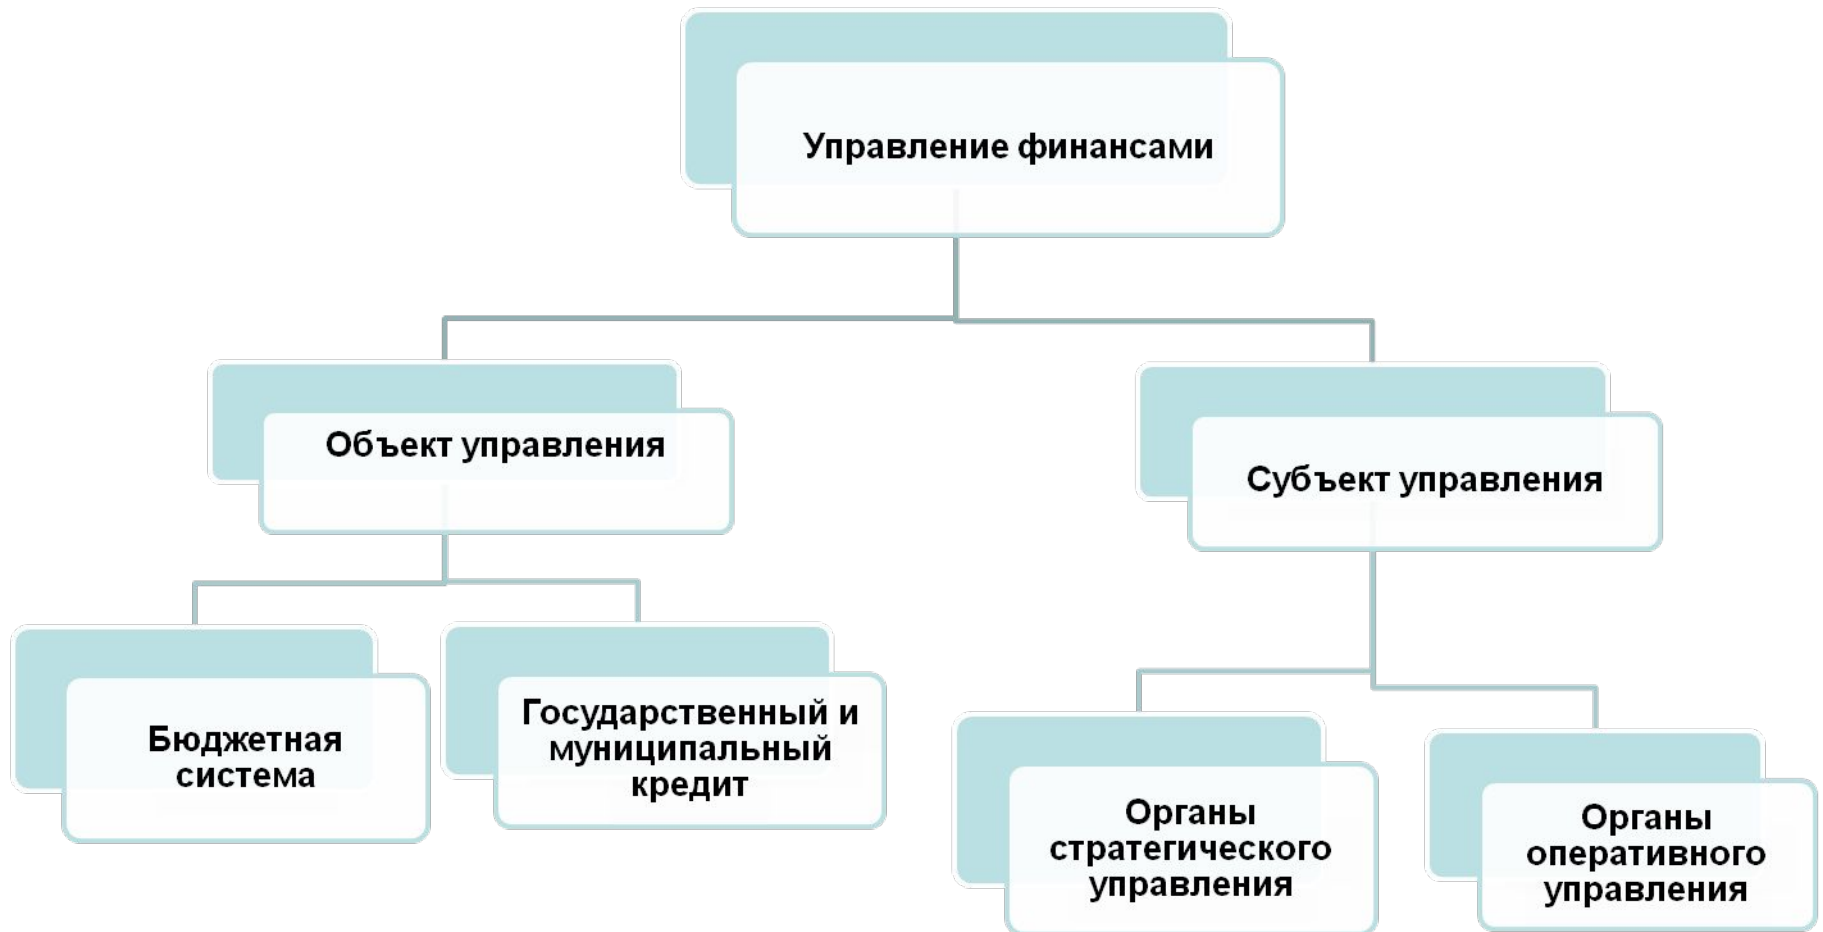 Управление финансами
Объект управления
Субъект управления
Бюджетная
система
Государственный и
муниципальный
кредит
Органы
стратегического
управления
Органы
оперативного
управления